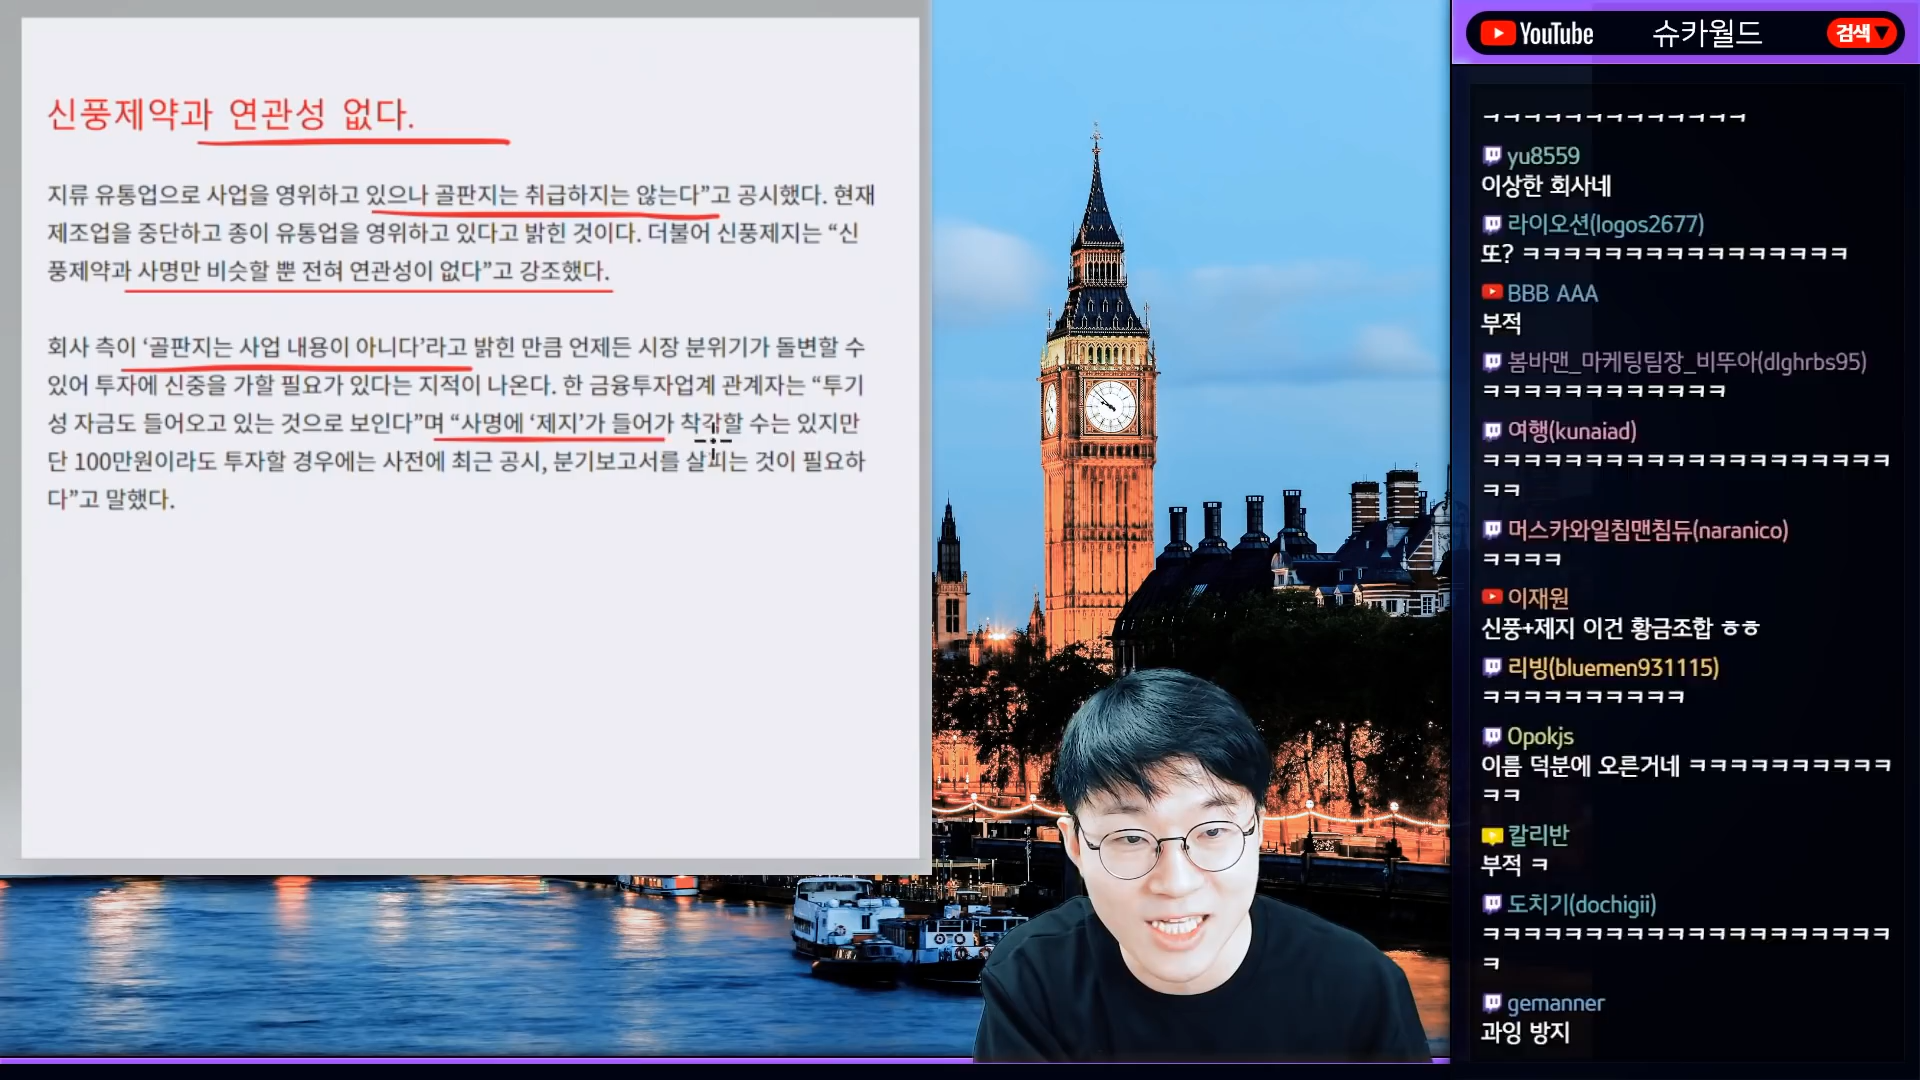 신풍제약과 연관성 없다.
지류 유통업으로 사업을 영위하고 있으나 골판지는 취급하지는 않는다”고 공시했다. 현재
제조업을 중단하고 종이 유통업을 영위하고 있다고 밝힌 것이다. 더불어 신풍제지는 “신
풍제약과 사명만 비슷할 뿐 전혀 연관성이 없다”고 강조했다.
회사 측이 ‘골판지는 사업 내용이 아니다’라고 밝힌 만큼 언제든 시장 분위기가 돌변할 수
있어 투자에 신중을 가할 필요가 있다는 지적이 나온다. 한 금융투자업계 관계자는 “투기
성 자금도 들어오고 있는 것으로 보인다”며 “사명에 ‘제지’가 들어가 착각할 수는 있지만
단 100만원이라도 투자할 경우에는 사전에 최근 공시, 분기보고서를 살피는 것이 필요하
다”고 말했다.
YouTube 슈카월드 검색▼
ㅋㅋㅋㅋㅋㅋㅋㅋㅋㅋㅋㅋㅋ
yu8559
이상한 회사네
라이오션(logos2677)
또? ㅋㅋㅋㅋㅋㅋㅋㅋㅋㅋㅋㅋㅋㅋㅋㅋ
BBB AAA
부적
봄바맨_마케팅팀장_비뚜아(dlghrbs95)
ㅋㅋㅋㅋㅋㅋㅋㅋㅋㅋㅋㅋ
여행(kunaiad)
ㅋㅋㅋㅋㅋㅋㅋㅋㅋㅋㅋㅋㅋㅋㅋㅋㅋㅋㅋㅋ
ㅋㅋ
머스카와일침맨침듀(naranico)
ㅋㅋㅋㅋ
이재원
신풍+제지 이건 황금조합 ㅎㅎ
리빙(bluemen931115)
ㅋㅋㅋㅋㅋㅋㅋㅋㅋㅋ
Opokjs
이름 덕분에 오른거네 ㅋㅋㅋㅋㅋㅋㅋㅋㅋㅋ
ㅋㅋ
칼리반
부적 ㅋ
도치기(dochigii)
ㅋㅋㅋㅋㅋㅋㅋㅋㅋㅋㅋㅋㅋㅋㅋㅋㅋㅋㅋㅋ
ㅋ
gemanner
과잉 방지